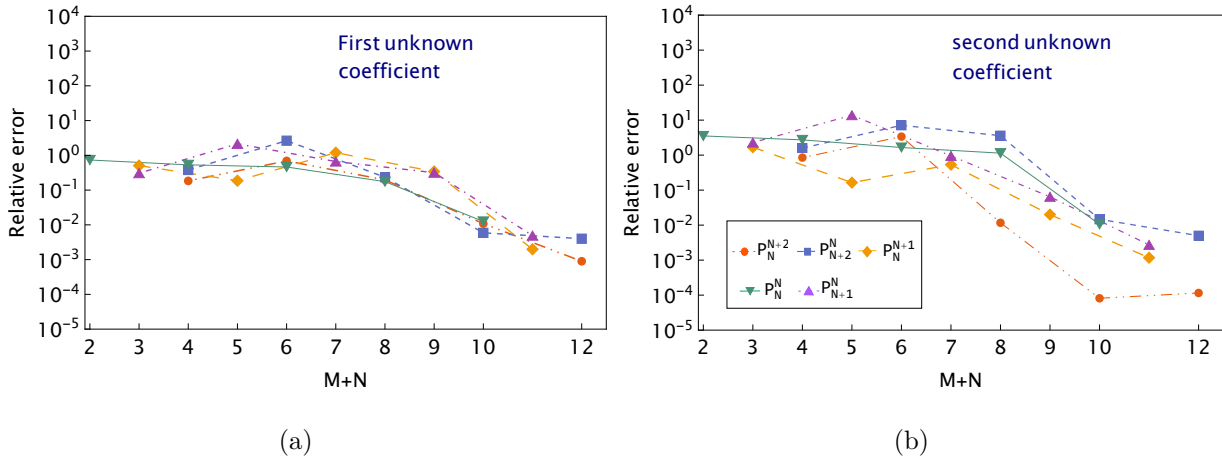 10^4
10^3
10^2
10^1
10^0
10^-1
10^-2
10^-3
10^-4
10^-5
Relative error
First unknown
coefficient
2 3 4 5 6 7 8 9 10 12
M+N
(a)
10^4
10^3
10^2
10^1
10^0
10^-1
10^-2
10^-3
10^-4
10^-5
Relative error
second unknown
coefficient
P_N^{N+2} P_{N+2}^N P_N^{N+1}
P_N^N P_{N+1}^N
2 3 4 5 6 7 8 9 10 12
M+N
(b)